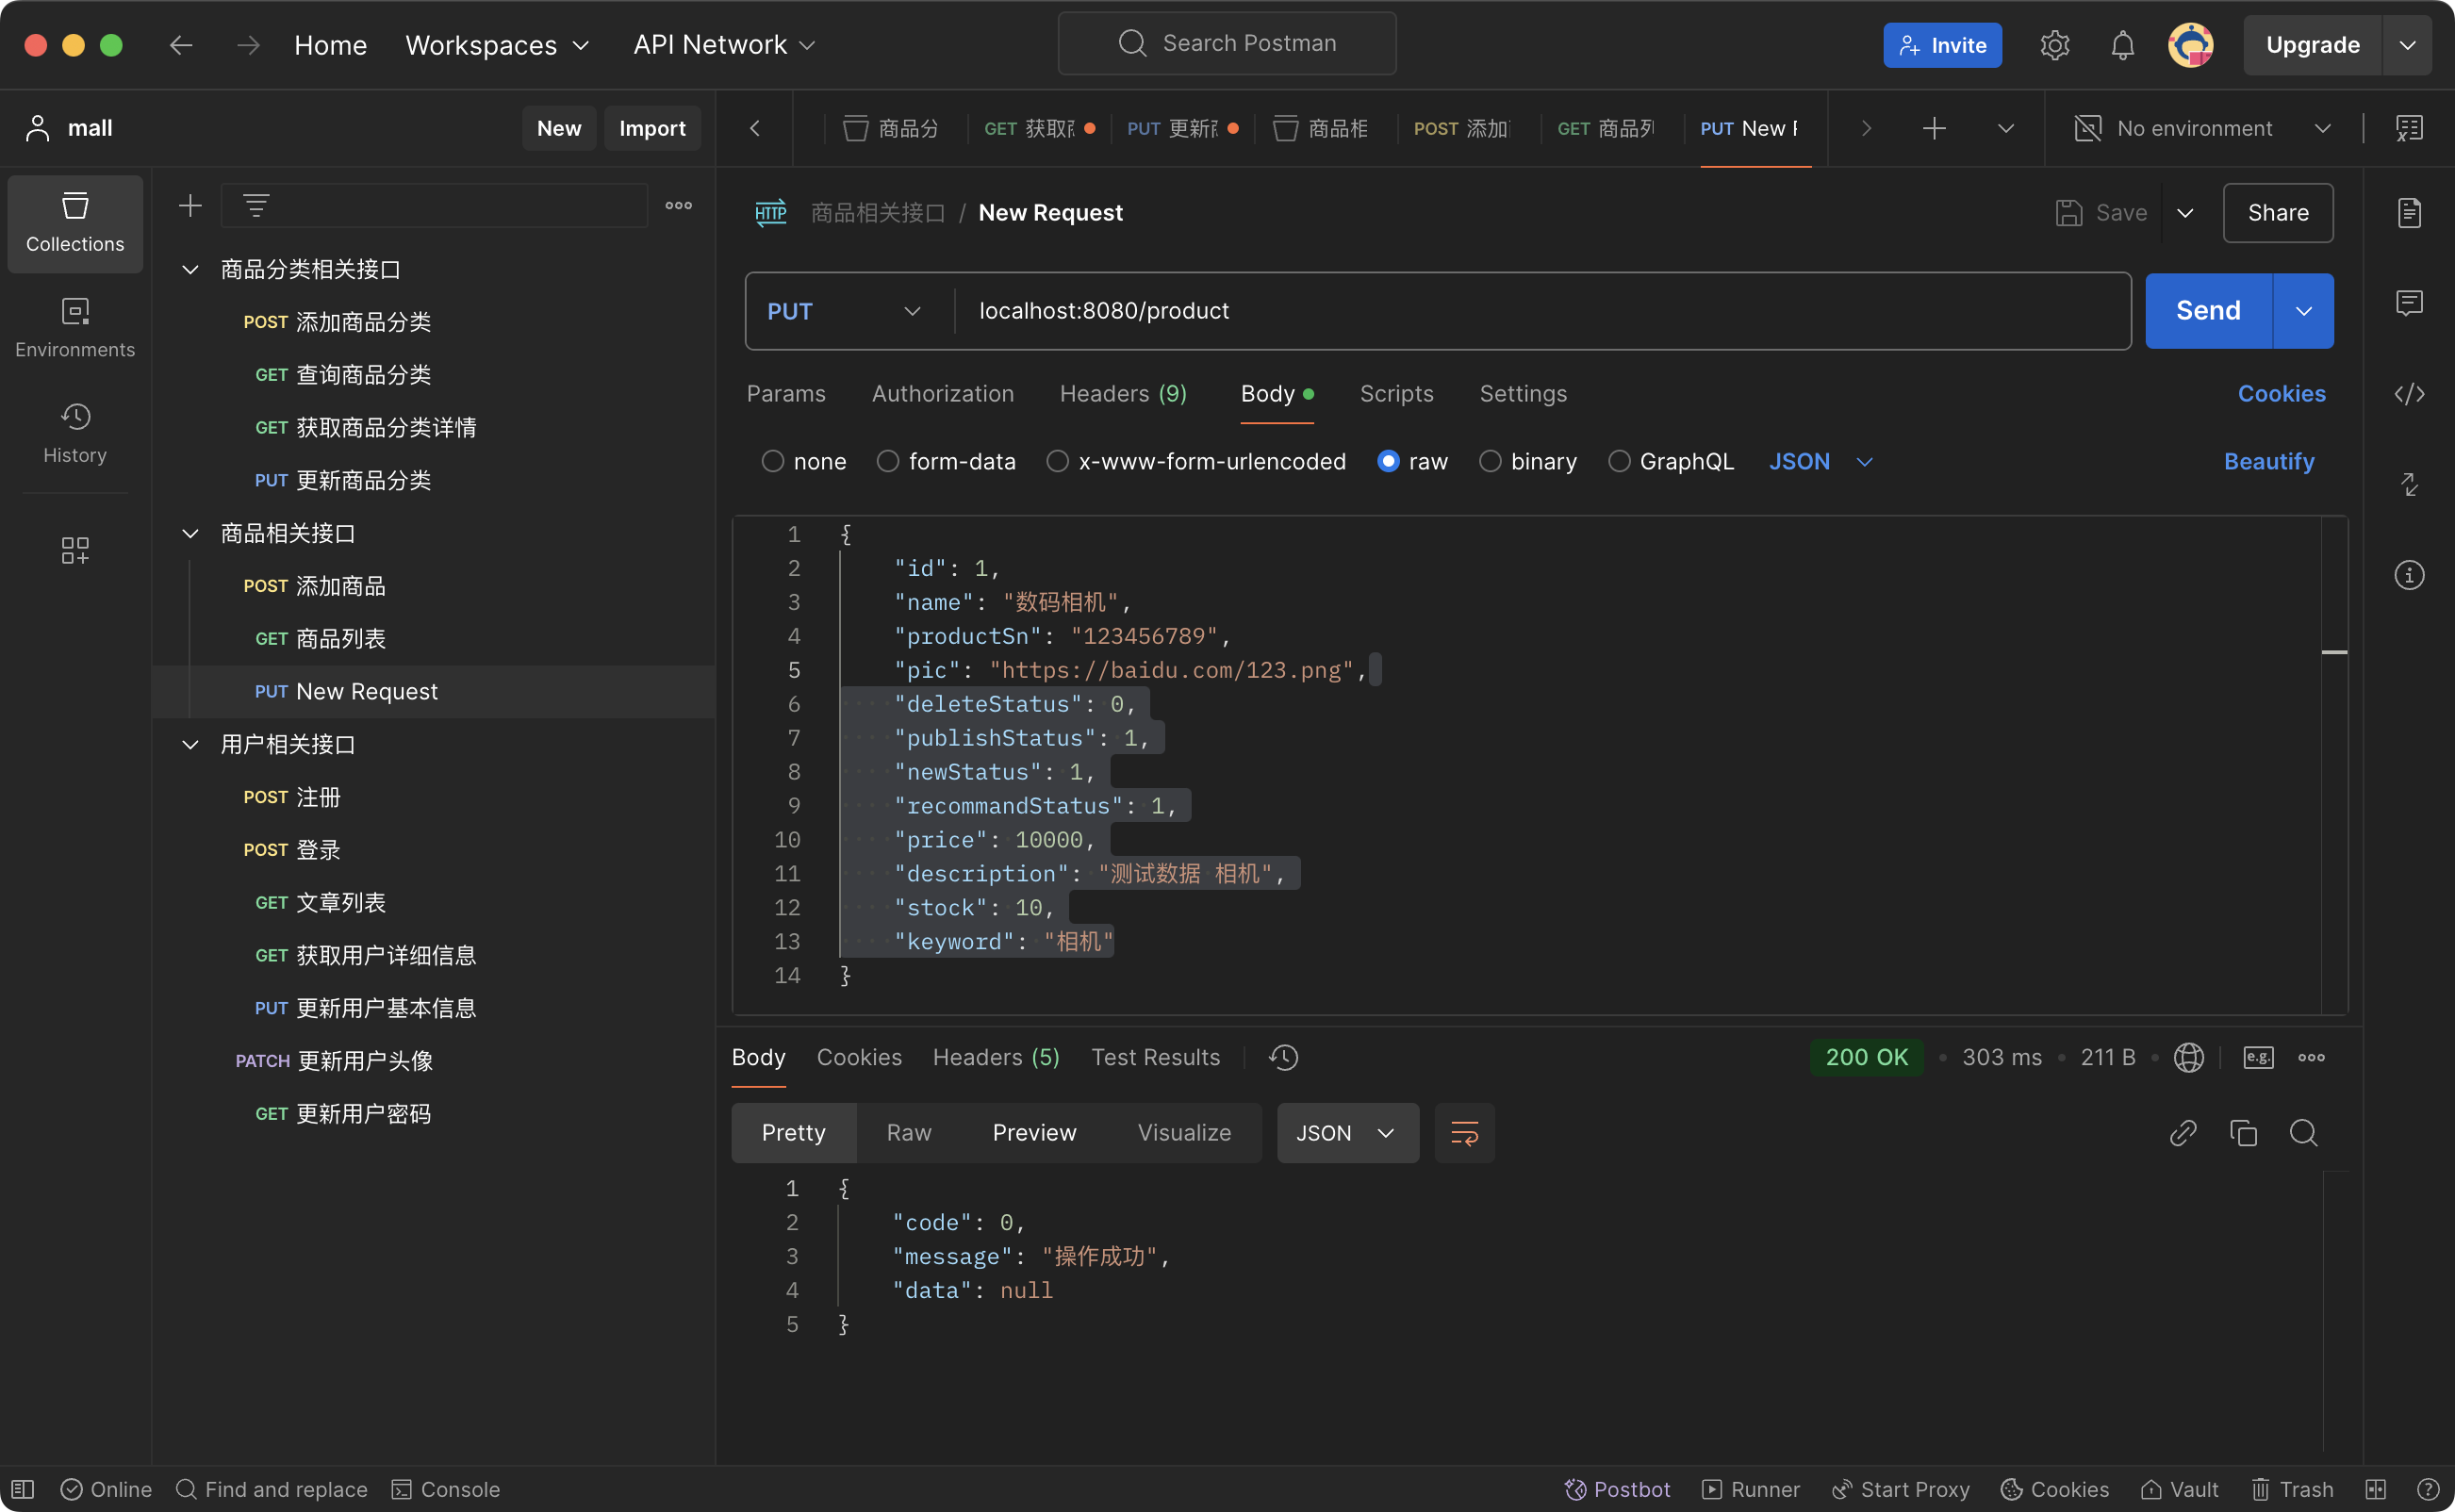 Home Workspaces API Network Search Postman Invite Upgrade
mall New Import
商品分 GET 获取商 PUT 更新商 商品相 POST 添加 GET 商品列 PUT New R No environment
Collections
Environments
History
商品分类相关接口
POST 添加商品分类
GET 查询商品分类
GET 获取商品分类详情
PUT 更新商品分类
商品相关接口
POST 添加商品
GET 商品列表
PUT New Request
用户相关接口
POST 注册
POST 登录
GET 文章列表
GET 获取用户详细信息
PUT 更新用户基本信息
PATCH 更新用户头像
GET 更新用户密码
HTTP 商品相关接口 / New Request Save Share
PUT localhost:8080/product Send
Params Authorization Headers (9) Body Scripts Settings Cookies
none form-data x-www-form-urlencoded raw binary GraphQL JSON Beautify
1 {
2 "id": 1,
3 "name": "数码相机",
4 "productSn": "123456789",
5 "pic": "https://baidu.com/123.png",
6 "deleteStatus": 0,
7 "publishStatus": 1,
8 "newStatus": 1,
9 "recommandStatus": 1,
10 "price": 10000,
11 "description": "测试数据 相机",
12 "stock": 10,
13 "keyword": "相机"
14 }
Body Cookies Headers (5) Test Results 200 OK • 303 ms • 211 B • e.g.
Pretty Raw Preview Visualize JSON
1 {
2 "code": 0,
3 "message": "操作成功",
4 "data": null
5 }
Online Find and replace Console Postbot Runner Start Proxy Cookies Vault Trash